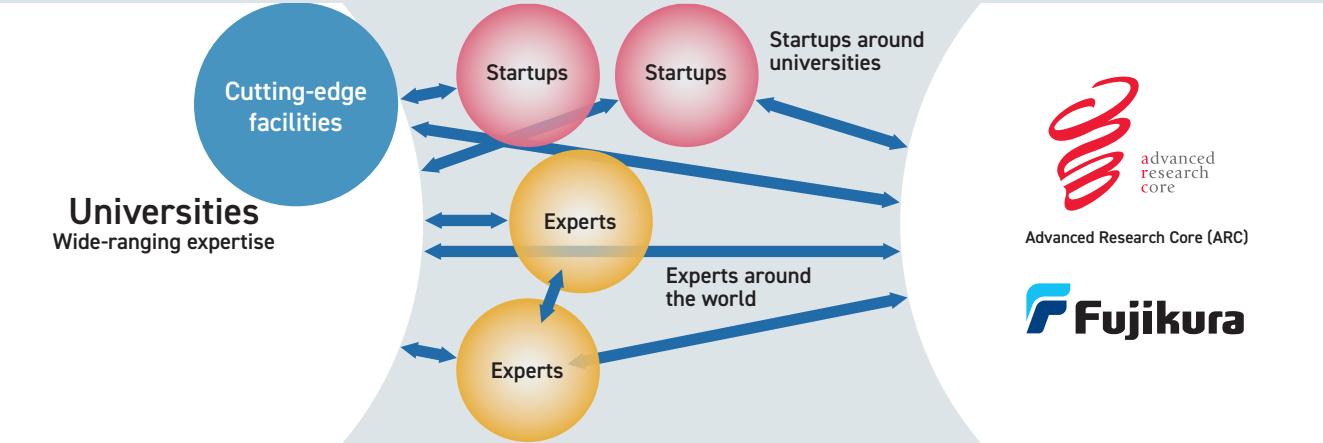 Cutting-edge
facilities
Universities
Wide-ranging expertise
Startups
Startups
Startups around
universities
Experts
Experts around
the world
Experts
advanced
research
core
Advanced Research Core (ARC)
Fujikura